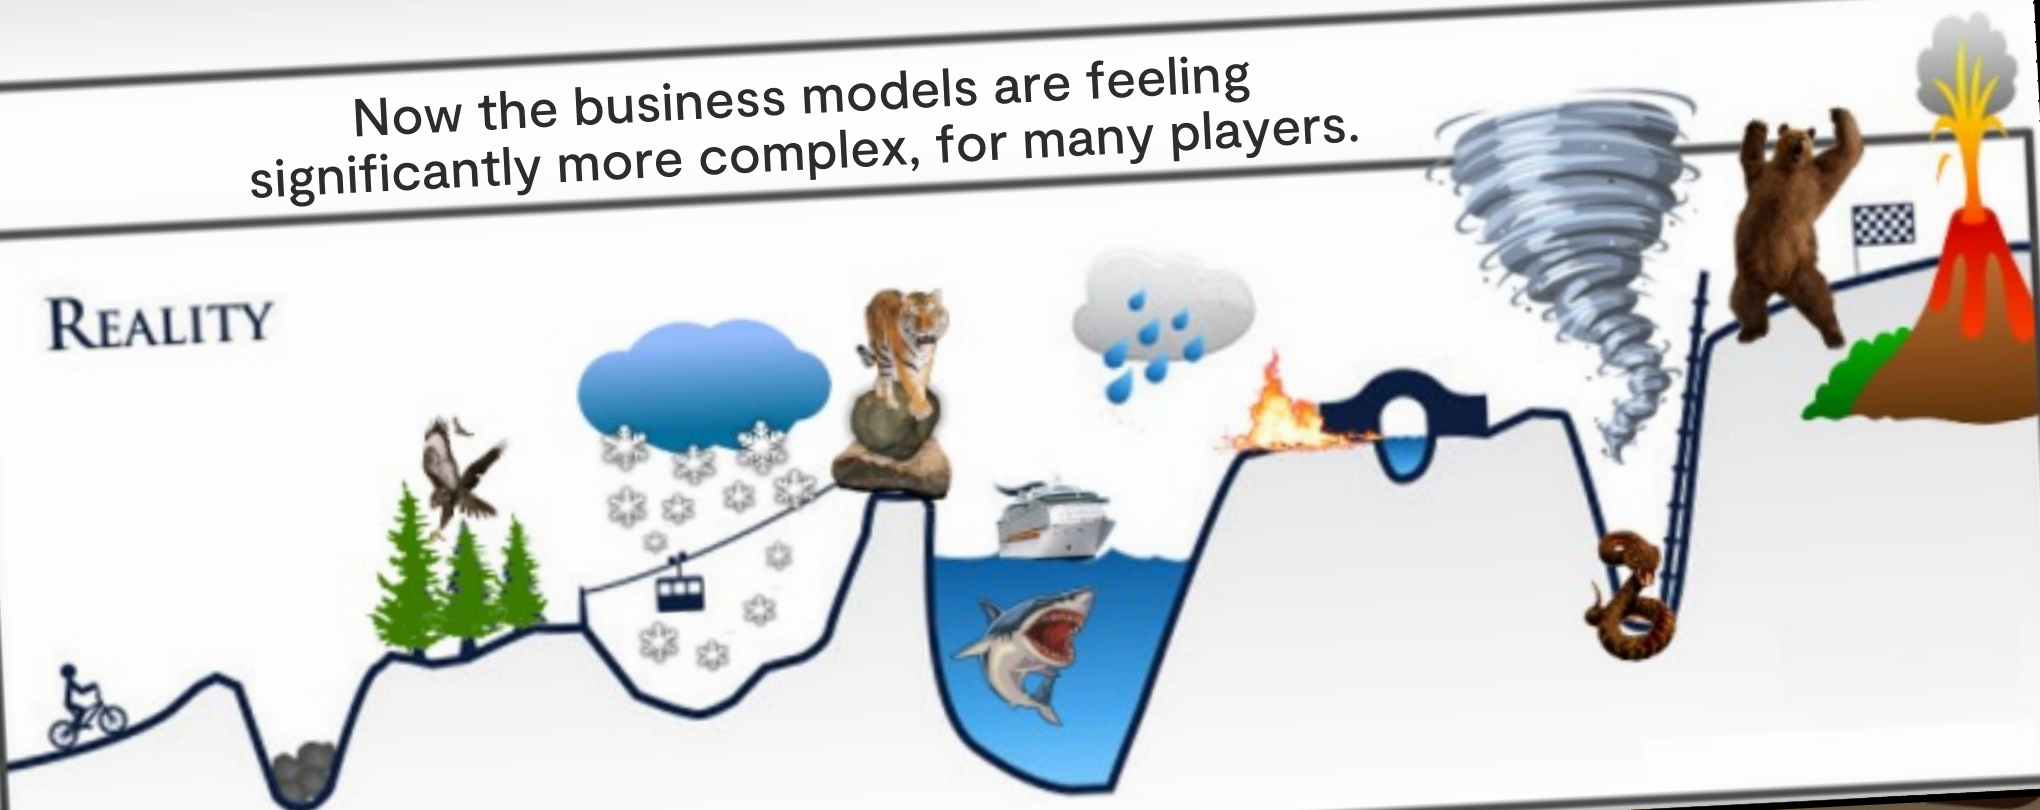 Now the business models are feeling
significantly more complex, for many players.
REALITY